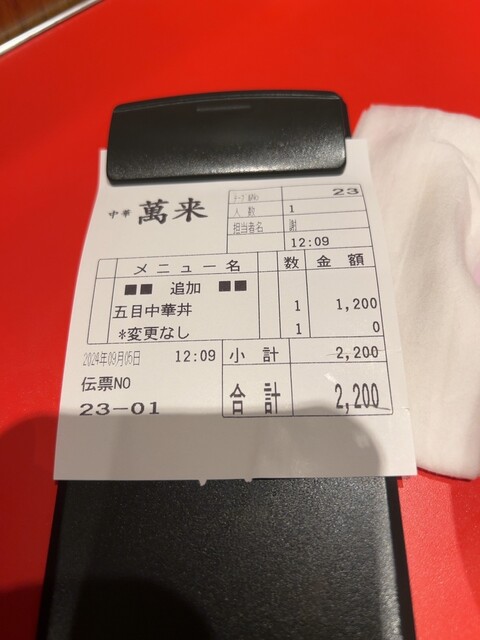 中華 萬来
テーブルNo 23
人数 1
担当者名 謝
12:09
メニュー名 数 金額
■■ 追加 ■■
五目中華丼 1 1,200
*変更なし 1 0
2024年09月05日 12:09 小計 2,200
伝票NO
23-01 合計 2,200